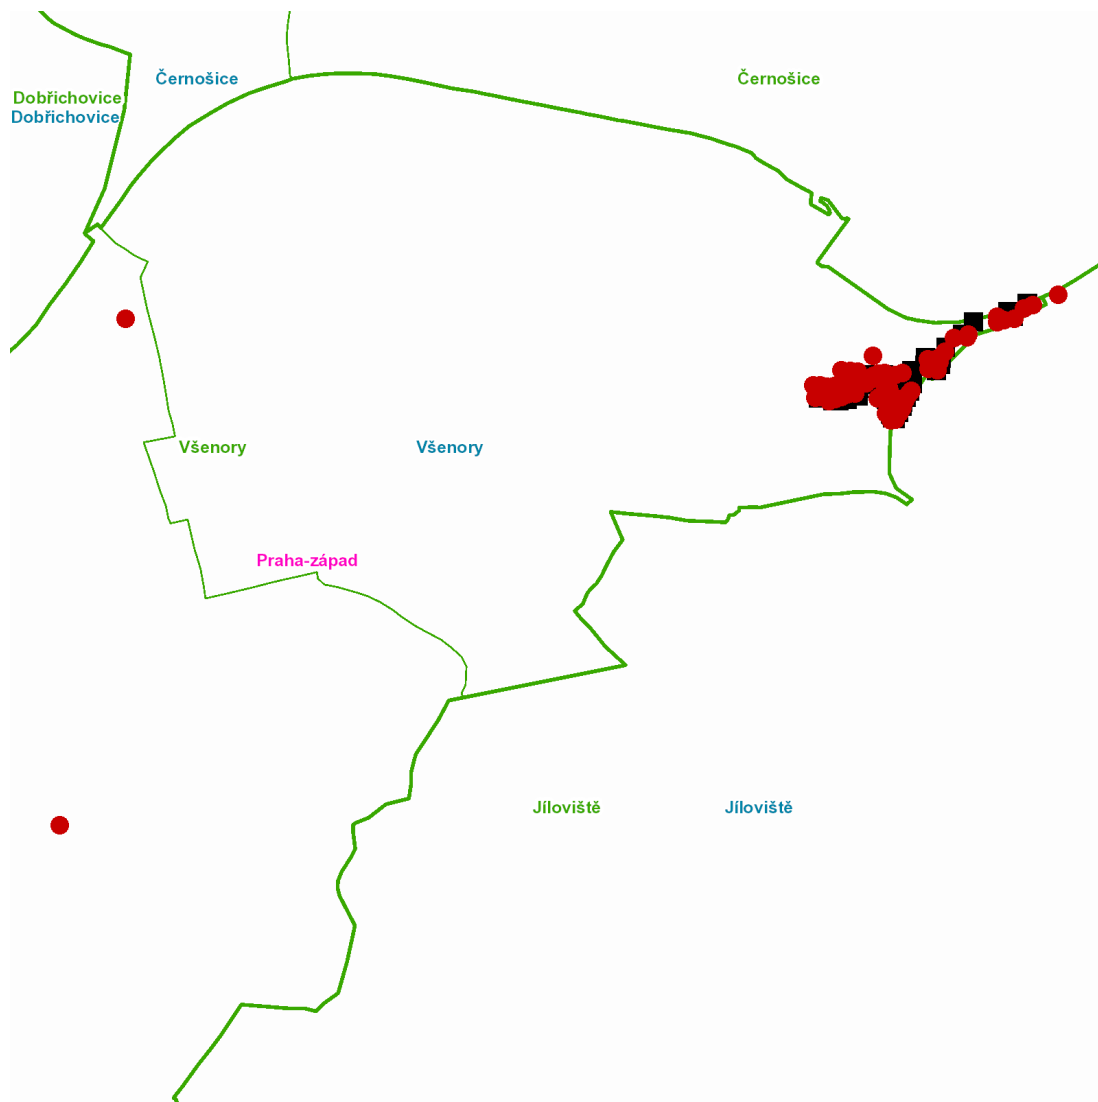 Černošice
Černošice
Dobřichovice
Dobřichovice
Všenory
Všenory
Praha-západ
Jíloviště
Jíloviště